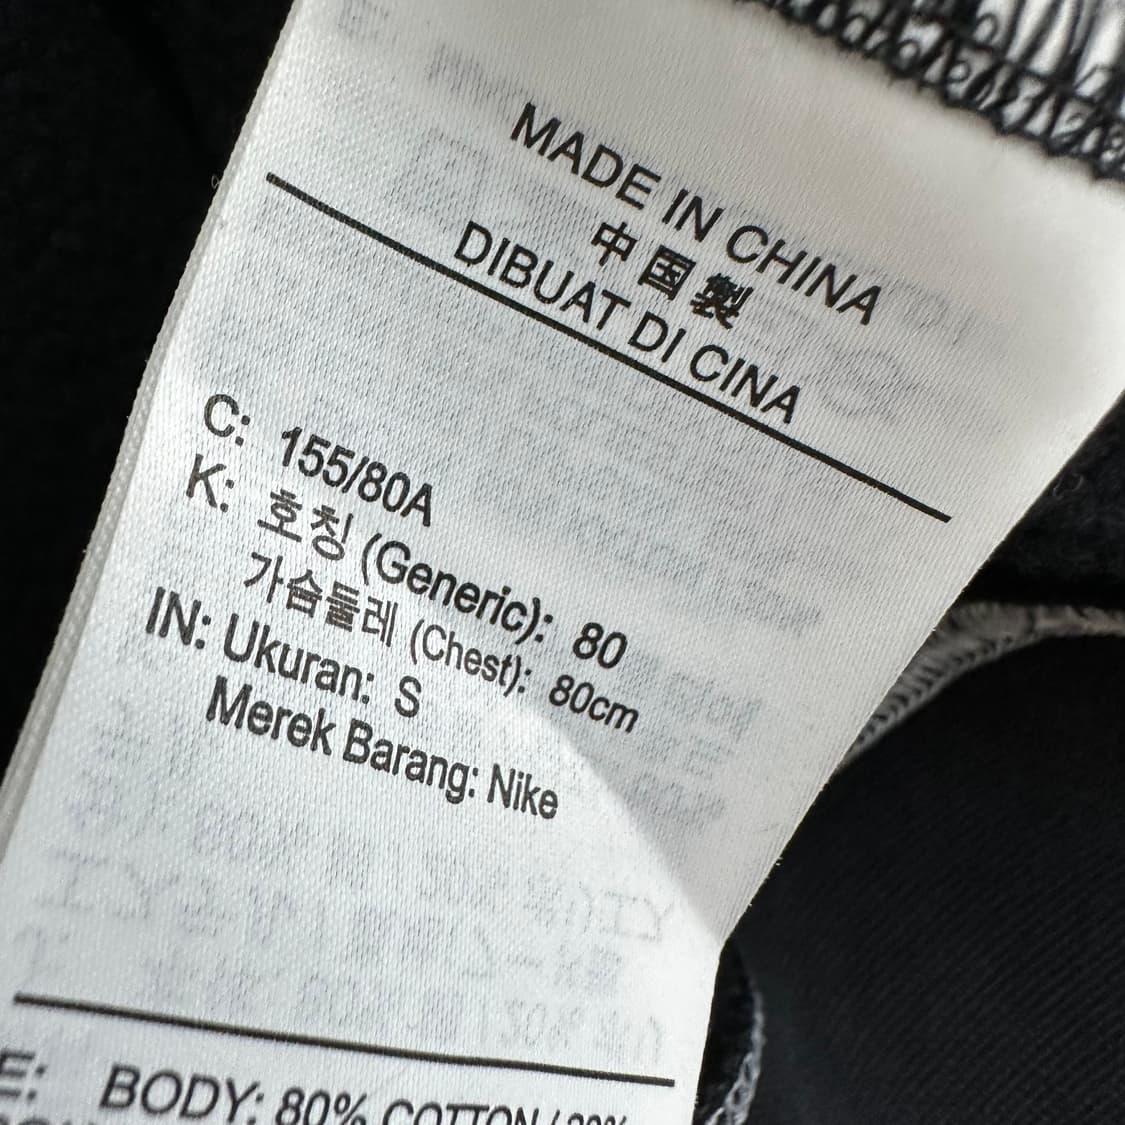 MADE IN CHINA
中国製
DIBUAT DI CINA
C: 155/80A
K: 호칭 (Generic): 80
가슴둘레 (Chest): 80cm
IN: Ukuran: S
Merek Barang: Nike
E: BODY: 80% COTTON / 20%